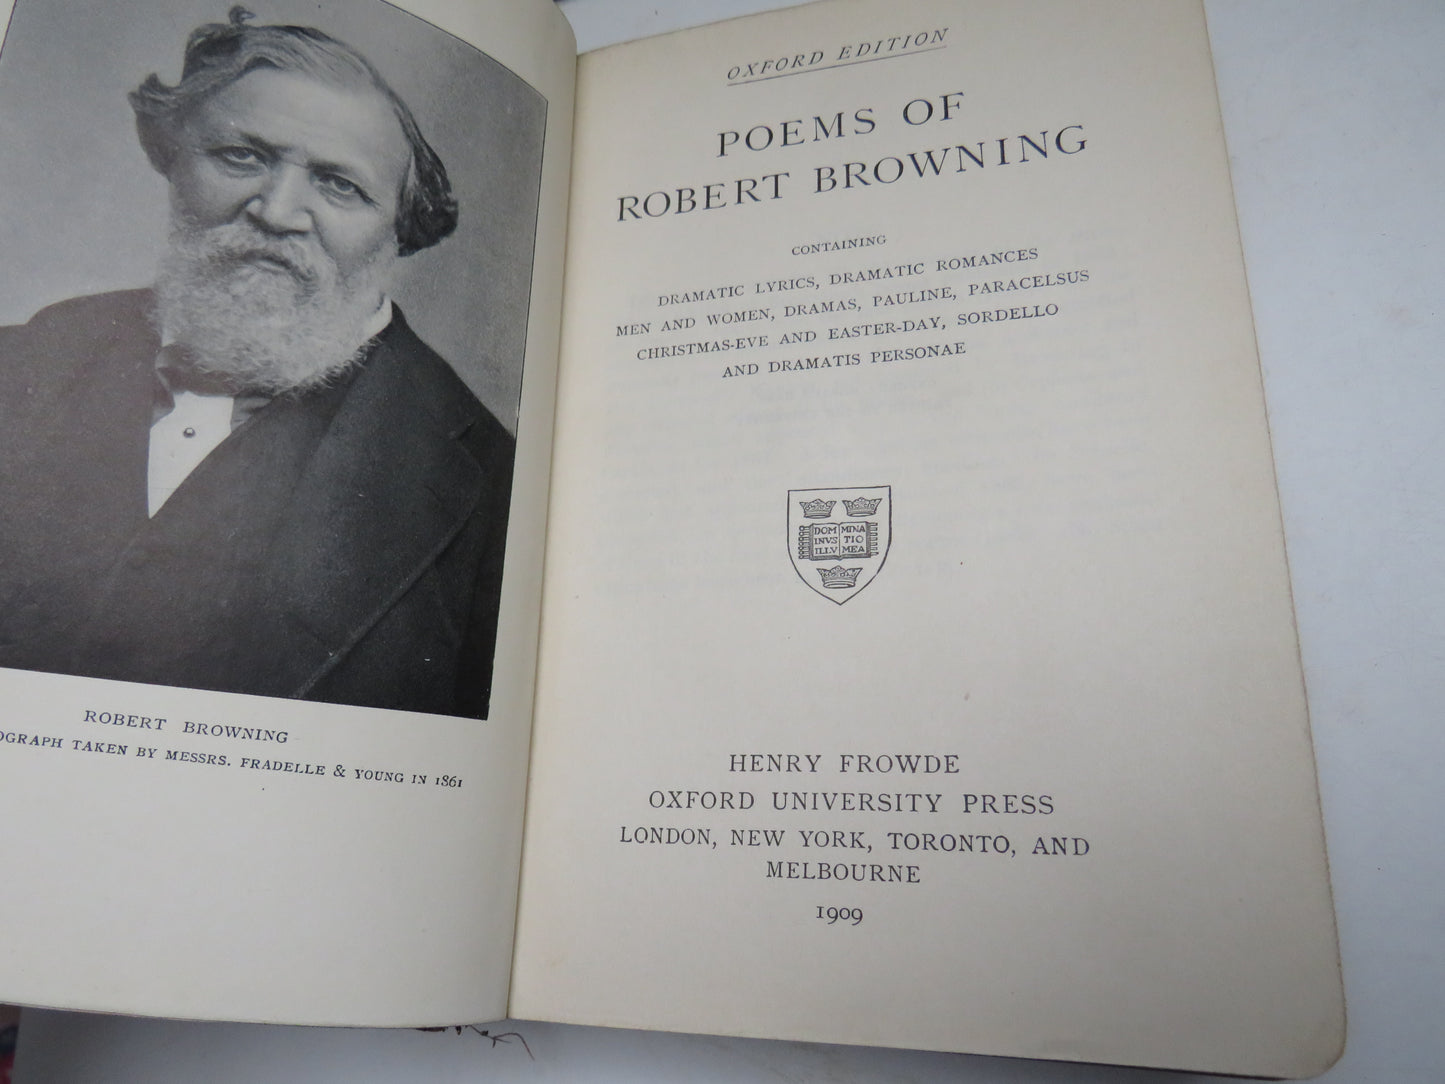 ROBERT BROWNING
TAKEN BY MESSRS. FRADELLE & YOUNG IN 1861
OXFORD EDITION
POEMS OF
ROBERT BROWNING
CONTAINING
DRAMATIC LYRICS, DRAMATIC ROMANCES
MEN AND WOMEN, DRAMAS, PAULINE, PARACELSUS
CHRISTMAS-EVE AND EASTER-DAY, SORDELLO
AND DRAMATIS PERSONAE
DOM MINA
INVS TIO
ILLV MEA
HENRY FROWDE
OXFORD UNIVERSITY PRESS
LONDON, NEW YORK, TORONTO, AND
MELBOURNE
1909